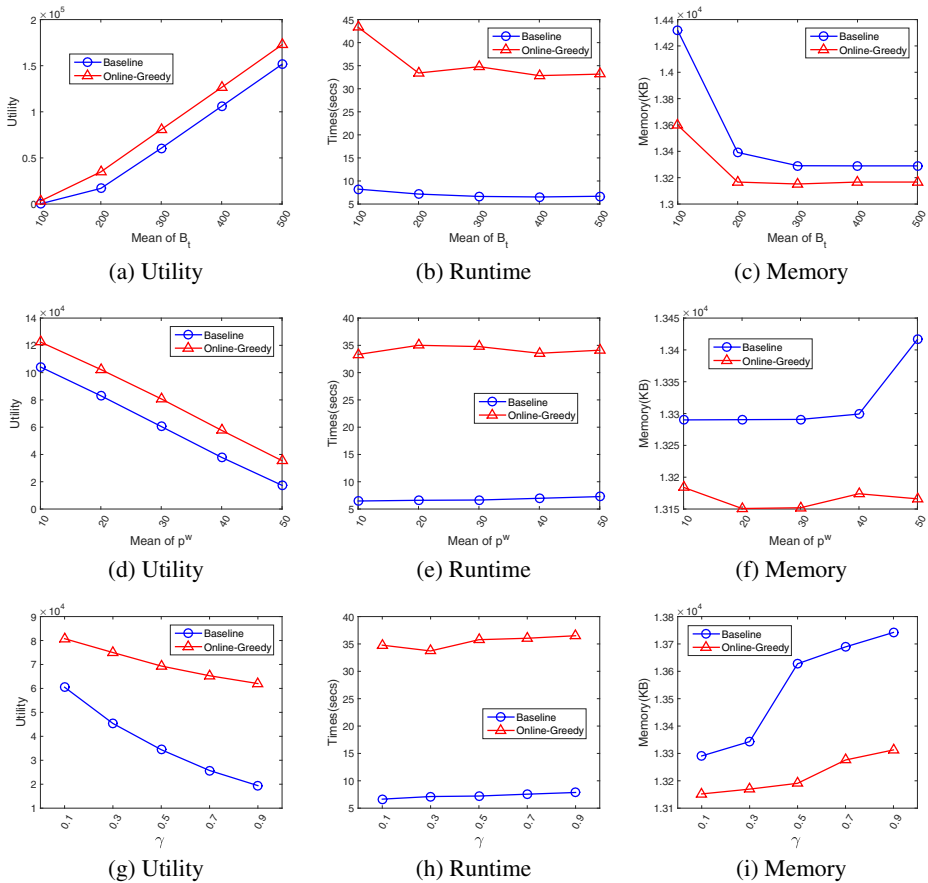 × 10^5
2
1.5
1
0.5
0
Utility
Baseline
Online-Greedy
100
200
300
400
500
Mean of B_t
(a) Utility
45
40
35
30
25
20
15
10
5
Times(secs)
Baseline
Online-Greedy
100
200
300
400
500
Mean of B_t
(b) Runtime
× 10^4
1.44
1.4
1.36
1.34
1.32
1.3
Memory(KB)
Baseline
Online-Greedy
100
200
300
400
500
Mean of B_t
(c) Memory
× 10^4
14
12
10
8
6
4
2
0
Utility
Baseline
Online-Greedy
10
20
30
40
50
Mean of p^w
(d) Utility
40
35
30
25
20
15
10
5
Times(secs)
Baseline
Online-Greedy
10
20
30
40
50
Mean of p^w
(e) Runtime
× 10^4
1.345
1.34
1.335
1.33
1.325
1.32
1.315
Memory(KB)
Baseline
Online-Greedy
10
20
30
40
50
Mean of p^w
(f) Memory
× 10^4
9
8
7
6
5
4
3
2
1
Utility
Baseline
Online-Greedy
0.1
0.3
0.5
0.7
0.9
γ
(g) Utility
40
35
30
25
20
15
10
5
Times(secs)
Baseline
Online-Greedy
0.1
0.3
0.5
0.7
0.9
γ
(h) Runtime
× 10^4
1.38
1.37
1.36
1.35
1.34
1.33
1.32
1.31
Memory(KB)
Baseline
Online-Greedy
0.1
0.3
0.5
0.7
0.9
γ
(i) Memory